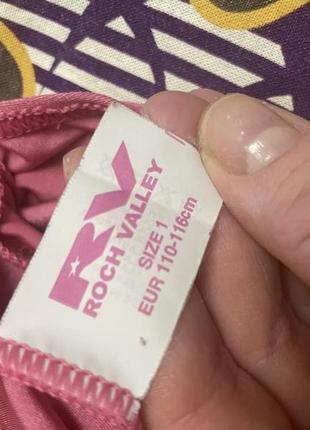 RV
ROCH VALLEY
SIZE 1
EUR 110-116cm